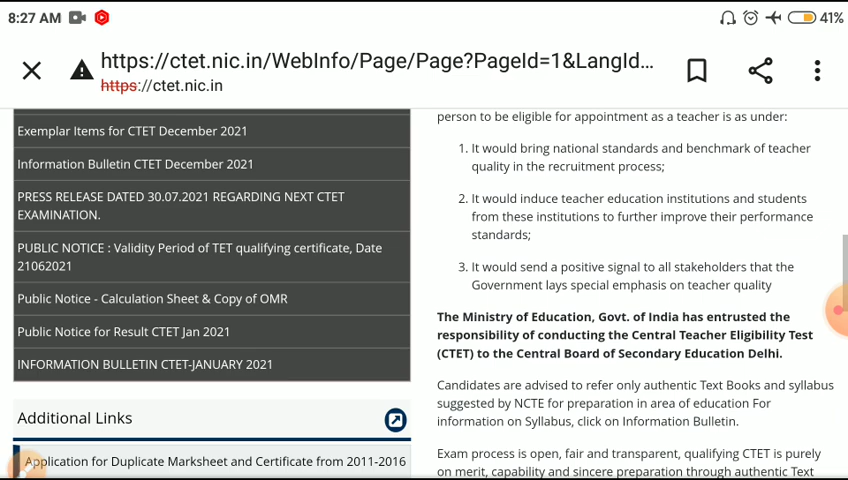 8:27 AM
41%
https://ctet.nic.in/WebInfo/Page/Page?PageId=1&LangId...
https://ctet.nic.in
Exemplar Items for CTET December 2021
Information Bulletin CTET December 2021
PRESS RELEASE DATED 30.07.2021 REGARDING NEXT CTET
EXAMINATION.
PUBLIC NOTICE : Validity Period of TET qualifying certificate, Date
21062021
Public Notice - Calculation Sheet & Copy of OMR
Public Notice for Result CTET Jan 2021
INFORMATION BULLETIN CTET-JANUARY 2021
Additional Links
Application for Duplicate Marksheet and Certificate from 2011-2016
person to be eligible for appointment as a teacher is as under:
1. It would bring national standards and benchmark of teacher
quality in the recruitment process;
2. It would induce teacher education institutions and students
from these institutions to further improve their performance
standards;
3. It would send a positive signal to all stakeholders that the
Government lays special emphasis on teacher quality
The Ministry of Education, Govt. of India has entrusted the
responsibility of conducting the Central Teacher Eligibility Test
(CTET) to the Central Board of Secondary Education Delhi.
Candidates are advised to refer only authentic Text Books and syllabus
suggested by NCTE for preparation in area of education For
information on Syllabus, click on Information Bulletin.
Exam process is open, fair and transparent, qualifying CTET is purely
on merit, capability and sincere preparation through authentic Text